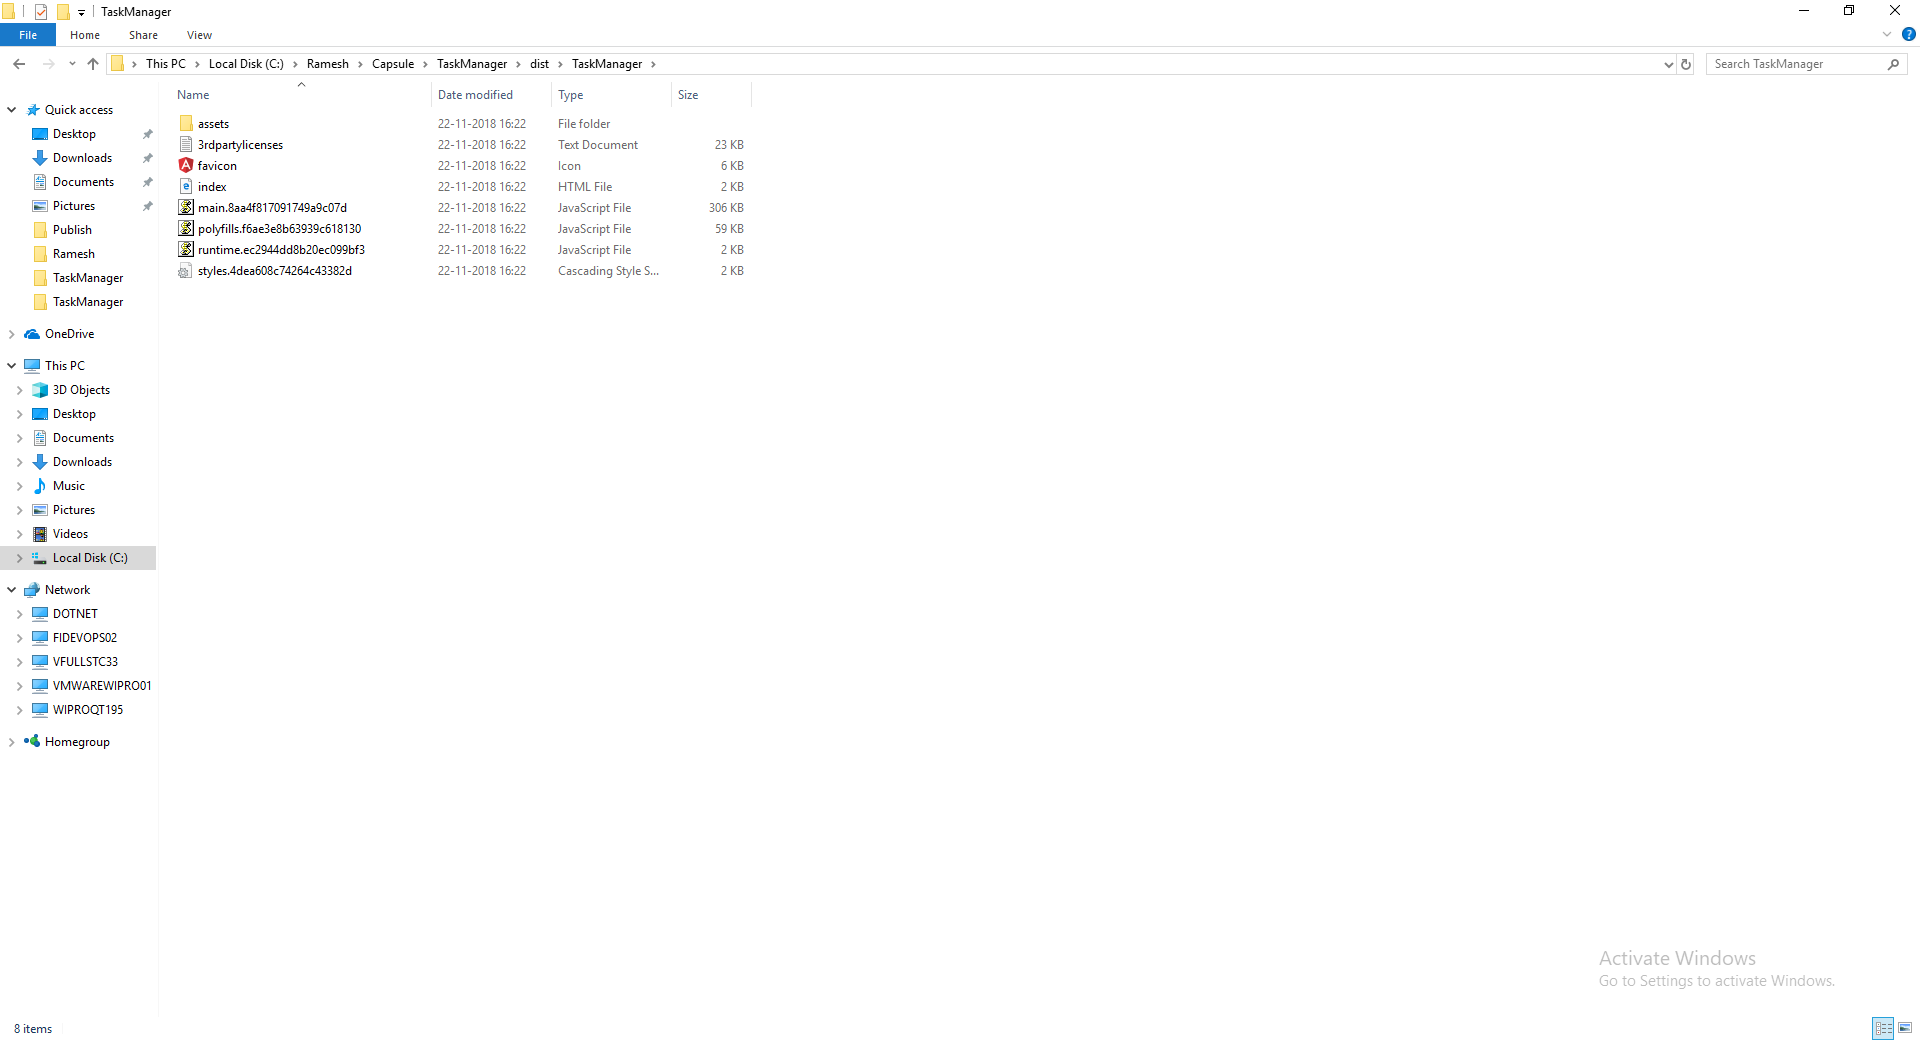 TaskManager
File Home Share View
This PC Local Disk (C:) Ramesh Capsule TaskManager dist TaskManager Search TaskManager
Name Date modified Type Size
Quick access
Desktop
Downloads
Documents
Pictures
Publish
Ramesh
TaskManager
TaskManager
OneDrive
This PC
3D Objects
Desktop
Documents
Downloads
Music
Pictures
Videos
Local Disk (C:)
Network
DOTNET
FIDEVOPS02
VFULLSTC33
VMWAREWIPRO01
WIPROQT195
Homegroup
assets 22-11-2018 16:22 File folder
3rdpartylicenses 22-11-2018 16:22 Text Document 23 KB
favicon 22-11-2018 16:22 Icon 6 KB
index 22-11-2018 16:22 HTML File 2 KB
main.8aa4f817091749a9c07d 22-11-2018 16:22 JavaScript File 306 KB
polyfills.f6ae3e8b63939c618130 22-11-2018 16:22 JavaScript File 59 KB
runtime.ec2944dd8b20ec099bf3 22-11-2018 16:22 JavaScript File 2 KB
styles.4dea608c74264c43382d 22-11-2018 16:22 Cascading Style S... 2 KB
Activate Windows
Go to Settings to activate Windows.
8 items